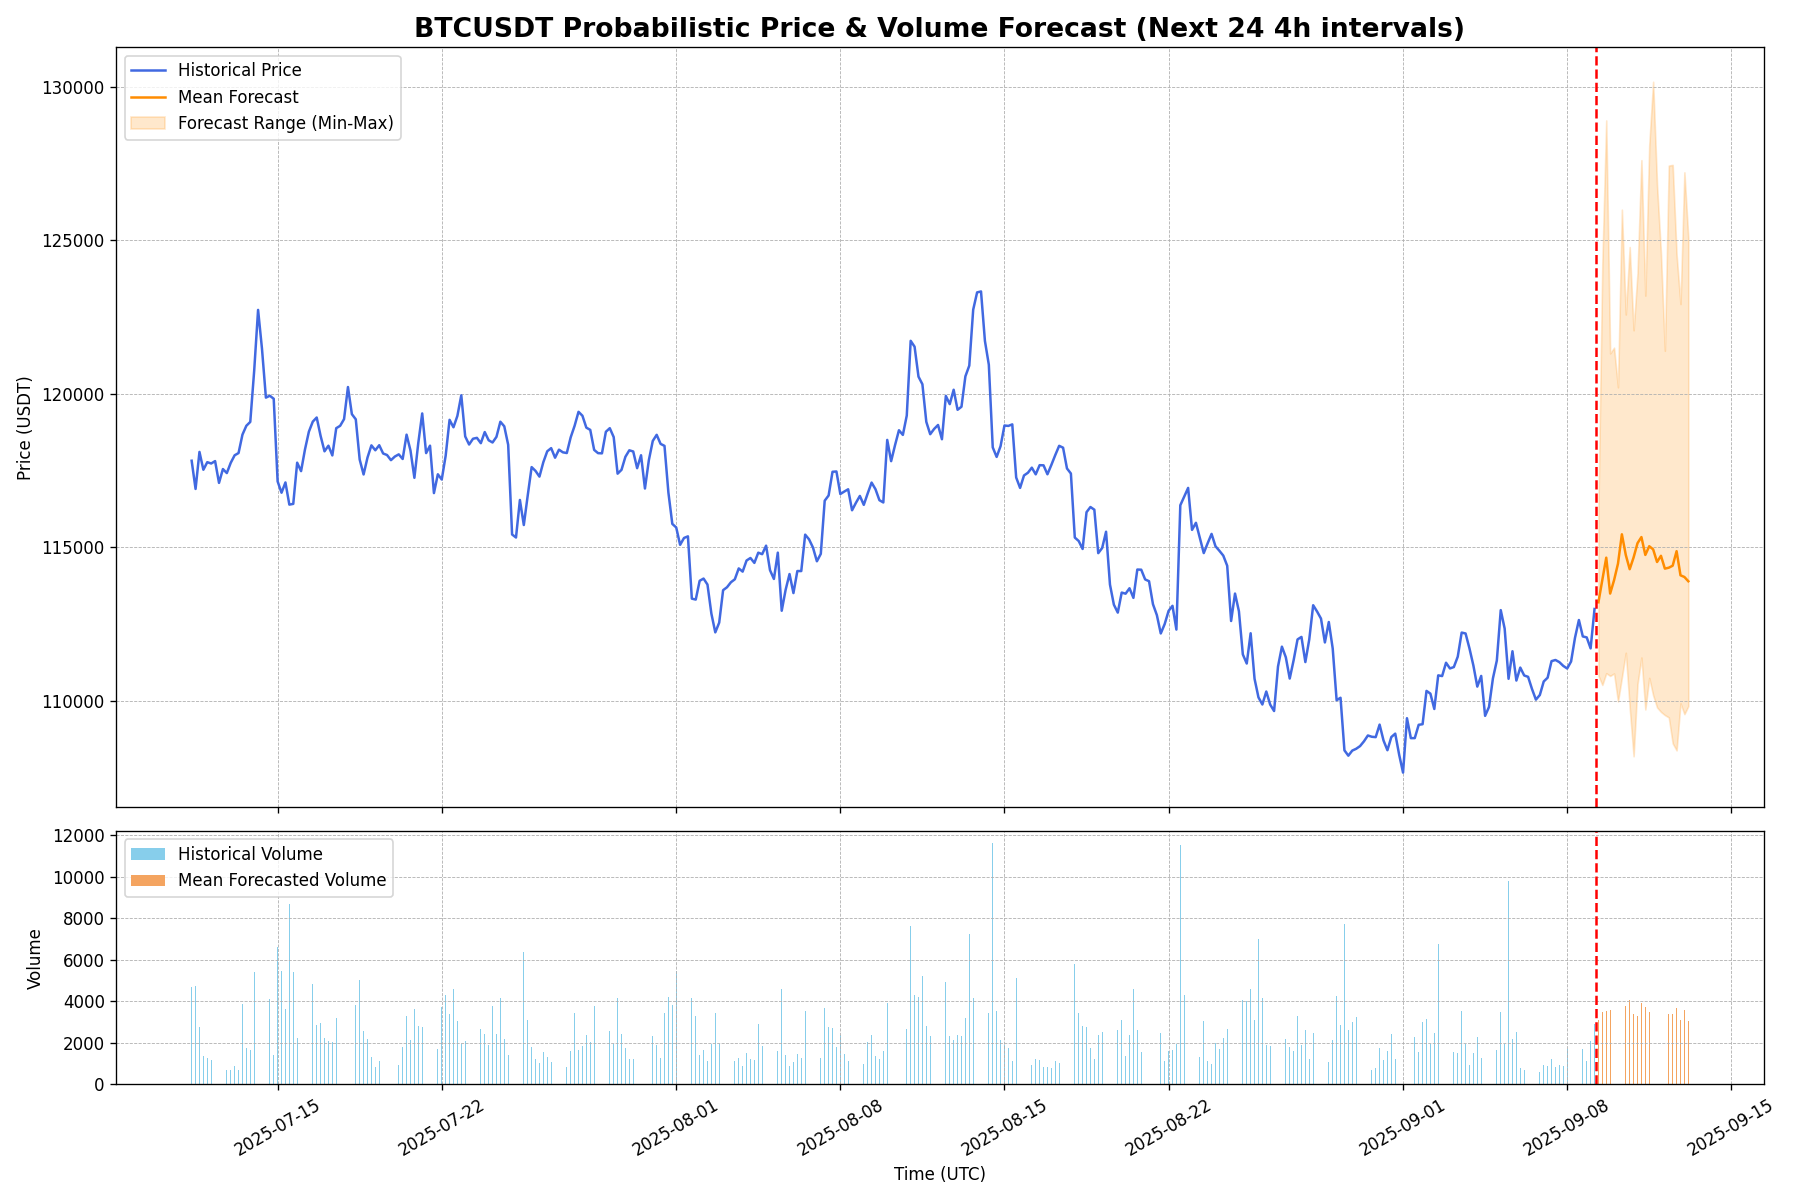 BTCUSDT Probabilistic Price & Volume Forecast (Next 24 4h intervals)
Historical Price
Mean Forecast
Forecast Range (Min-Max)
130000
125000
120000
115000
110000
Price (USDT)
Historical Volume
Mean Forecasted Volume
12000
10000
8000
6000
4000
2000
0
Volume
2025-07-15
2025-07-22
2025-08-01
2025-08-08
2025-08-15
2025-08-22
2025-09-01
2025-09-08
2025-09-15
Time (UTC)